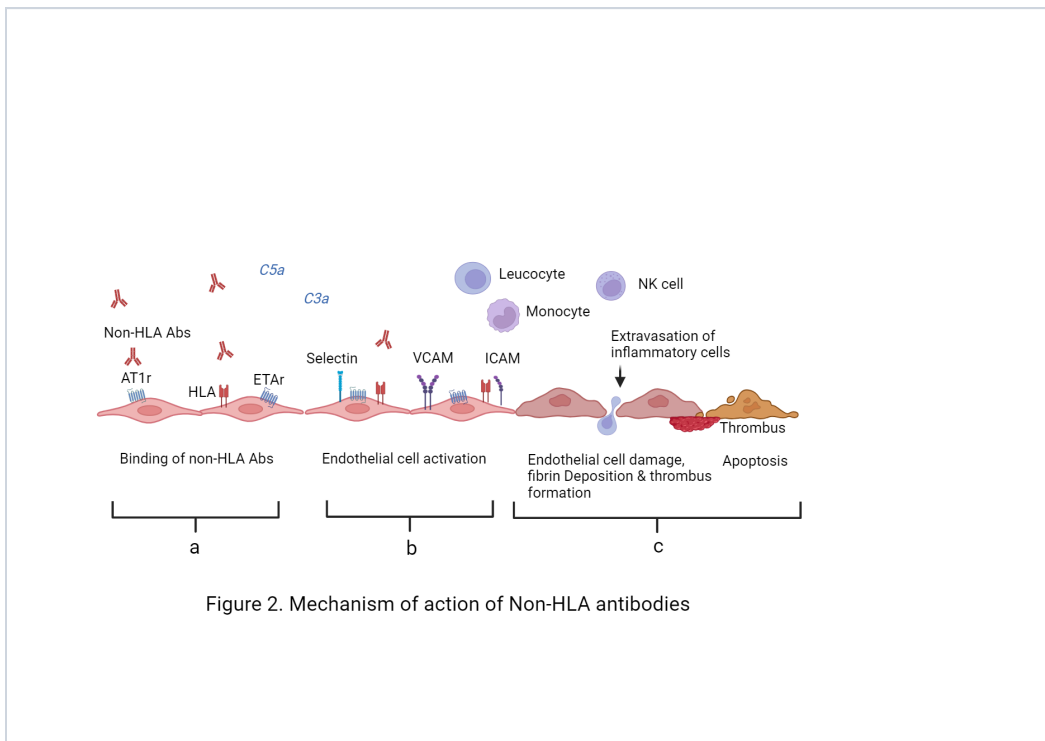 C5a
C3a
Leucocyte
NK cell
Monocyte
Non-HLA Abs
Extravasation of
inflammatory cells
Selectin
VCAM
ICAM
AT1r
HLA
ETAr
Thrombus
Binding of non-HLA Abs
Endothelial cell activation
Endothelial cell damage,
fibrin Deposition & thrombus
formation
Apoptosis
a
b
c
Figure 2. Mechanism of action of Non-HLA antibodies